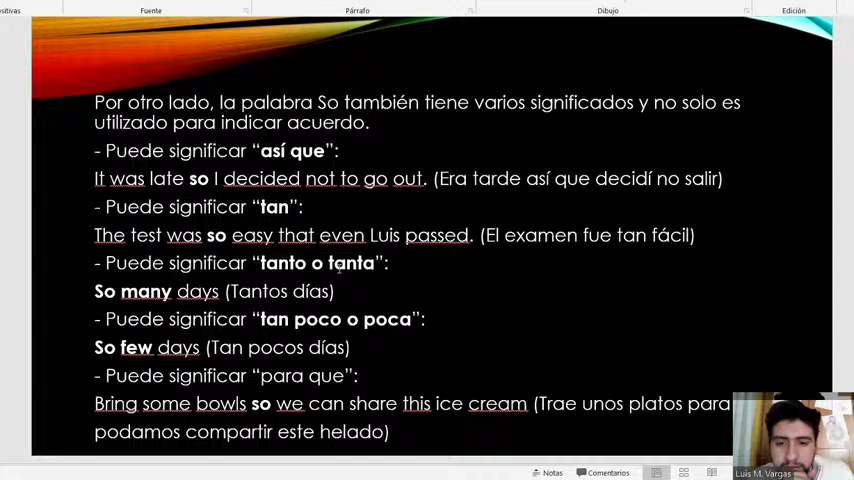 ositivas
Fuente
Párrafo
Dibujo
Edición
Por otro lado, la palabra So también tiene varios significados y no solo es
utilizado para indicar acuerdo.
- Puede significar “así que”:
It was late so I decided not to go out. (Era tarde así que decidí no salir)
- Puede significar “tan”:
The test was so easy that even Luis passed. (El examen fue tan fácil)
- Puede significar “tanto o tanta”:
So many days (Tantos días)
- Puede significar “tan poco o poca”:
So few days (Tan pocos días)
- Puede significar “para que”:
Bring some bowls so we can share this ice cream (Trae unos platos para
podamos compartir este helado)
Luis M. Vargas
Notas
Comentarios